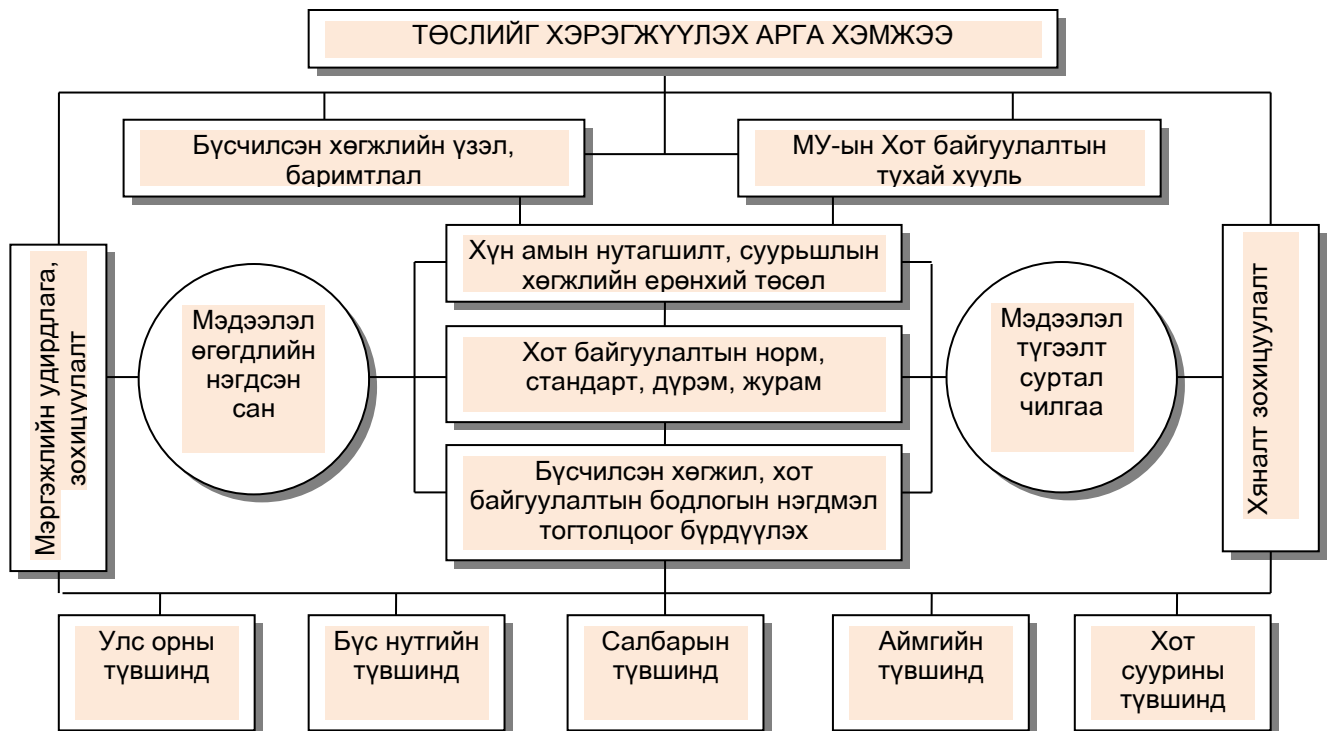 ТӨСЛИЙГ ХЭРЭГЖҮҮЛЭХ АРГА ХЭМЖЭЭ
Бүсчилсэн хөгжлийн үзэл,
баримтлал
МУ-ын Хот байгуулалтын
тухай хууль
Мэргэжлийн удирдлага,
зохицуулалт
Мэдээлэл
өгөгдлийн
нэгдсэн
сан
Хүн амын нутагшилт, суурьшлын
хөгжлийн ерөнхий төсөл
Хот байгуулалтын норм,
стандарт, дүрэм, журам
Бүсчилсэн хөгжил, хот
байгуулалтын бодлогын нэгдмэл
тогтолцоог бүрдүүлэх
Мэдээлэл
түгээлт
суртал
чилгаа
Хяналт зохицуулалт
Улс орны
түвшинд
Бүс нутгийн
түвшинд
Салбарын
түвшинд
Аймгийн
түвшинд
Хот
суурины
түвшинд